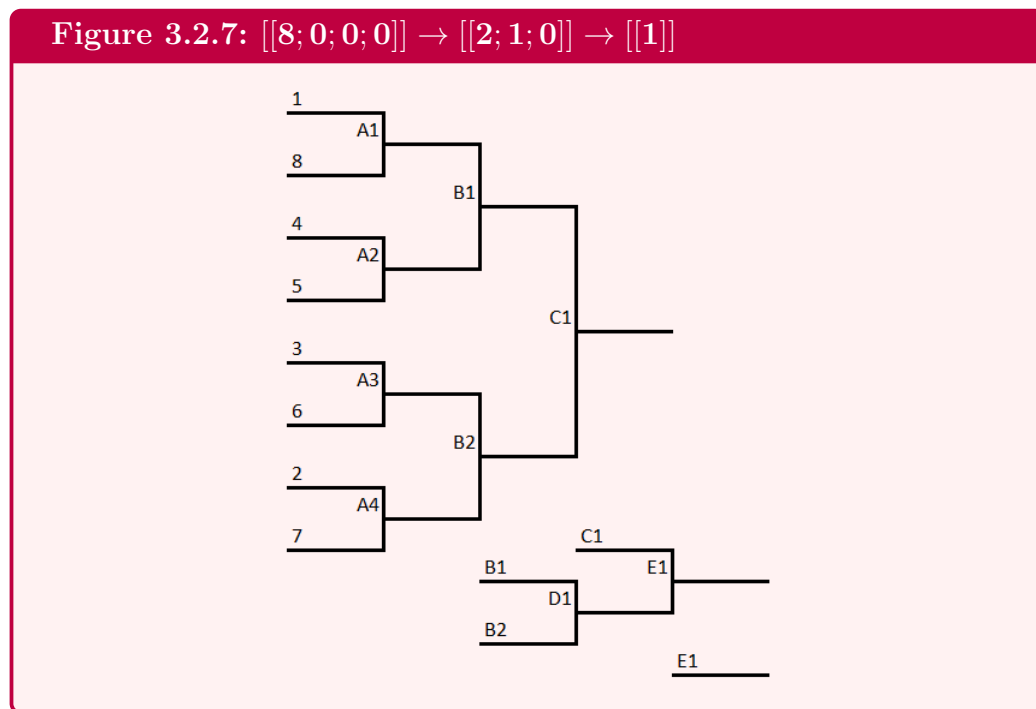 Figure 3.2.7: [[8; 0; 0; 0]] → [[2; 1; 0]] → [[1]]
1
A1
8
B1
4
A2
5
C1
3
A3
6
B2
2
A4
7
C1
B1
E1
D1
B2
E1